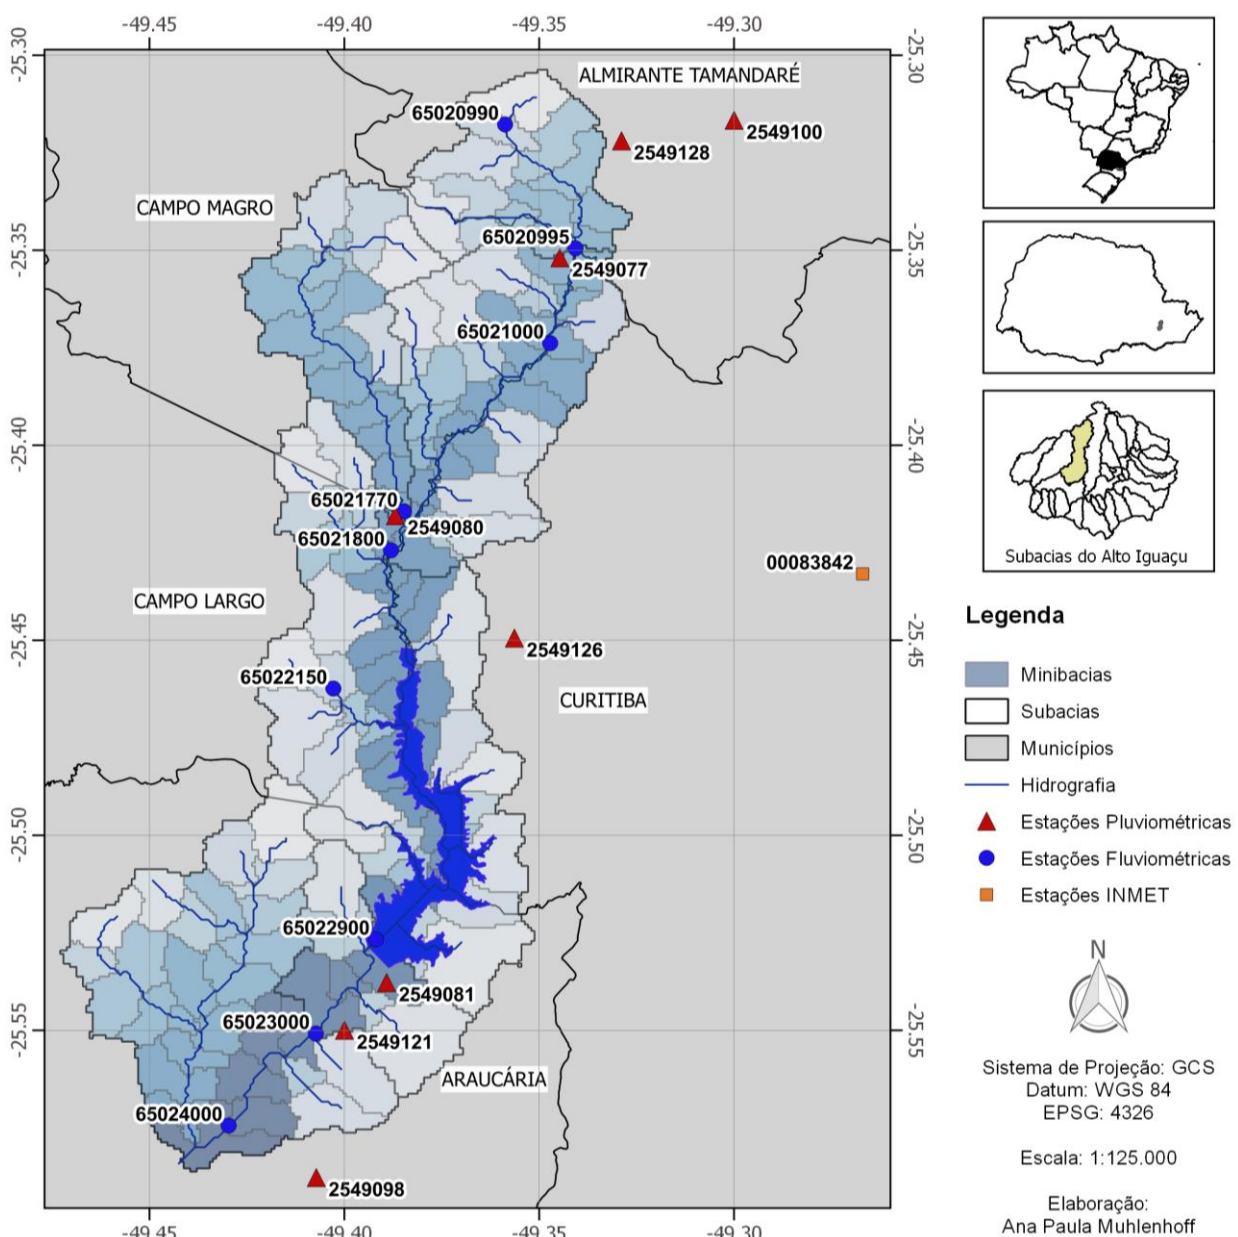 -49.45
-49.40
-49.35
-49.30
-25.30
-25.30
ALMIRANTE TAMANDARÉ
65020990
2549100
2549128
CAMPO MAGRO
65020995
-25.35
-25.35
2549077
65021000
-25.40
-25.40
65021770
2549080
65021800
00083842
CAMPO LARGO
-25.45
-25.45
2549126
65022150
CURITIBA
-25.50
-25.50
65022900
2549081
65023000
-25.55
-25.55
2549121
ARAUCÁRIA
65024000
2549098
-49.45
-49.40
-49.35
-49.30
Subacias do Alto Iguaçu
Legenda
Minibacias
Subacias
Municípios
Hidrografia
Estações Pluviométricas
Estações Fluviométricas
Estações INMET
N
Sistema de Projeção: GCS
Datum: WGS 84
EPSG: 4326
Escala: 1:125.000
Elaboração:
Ana Paula Muhlenhoff